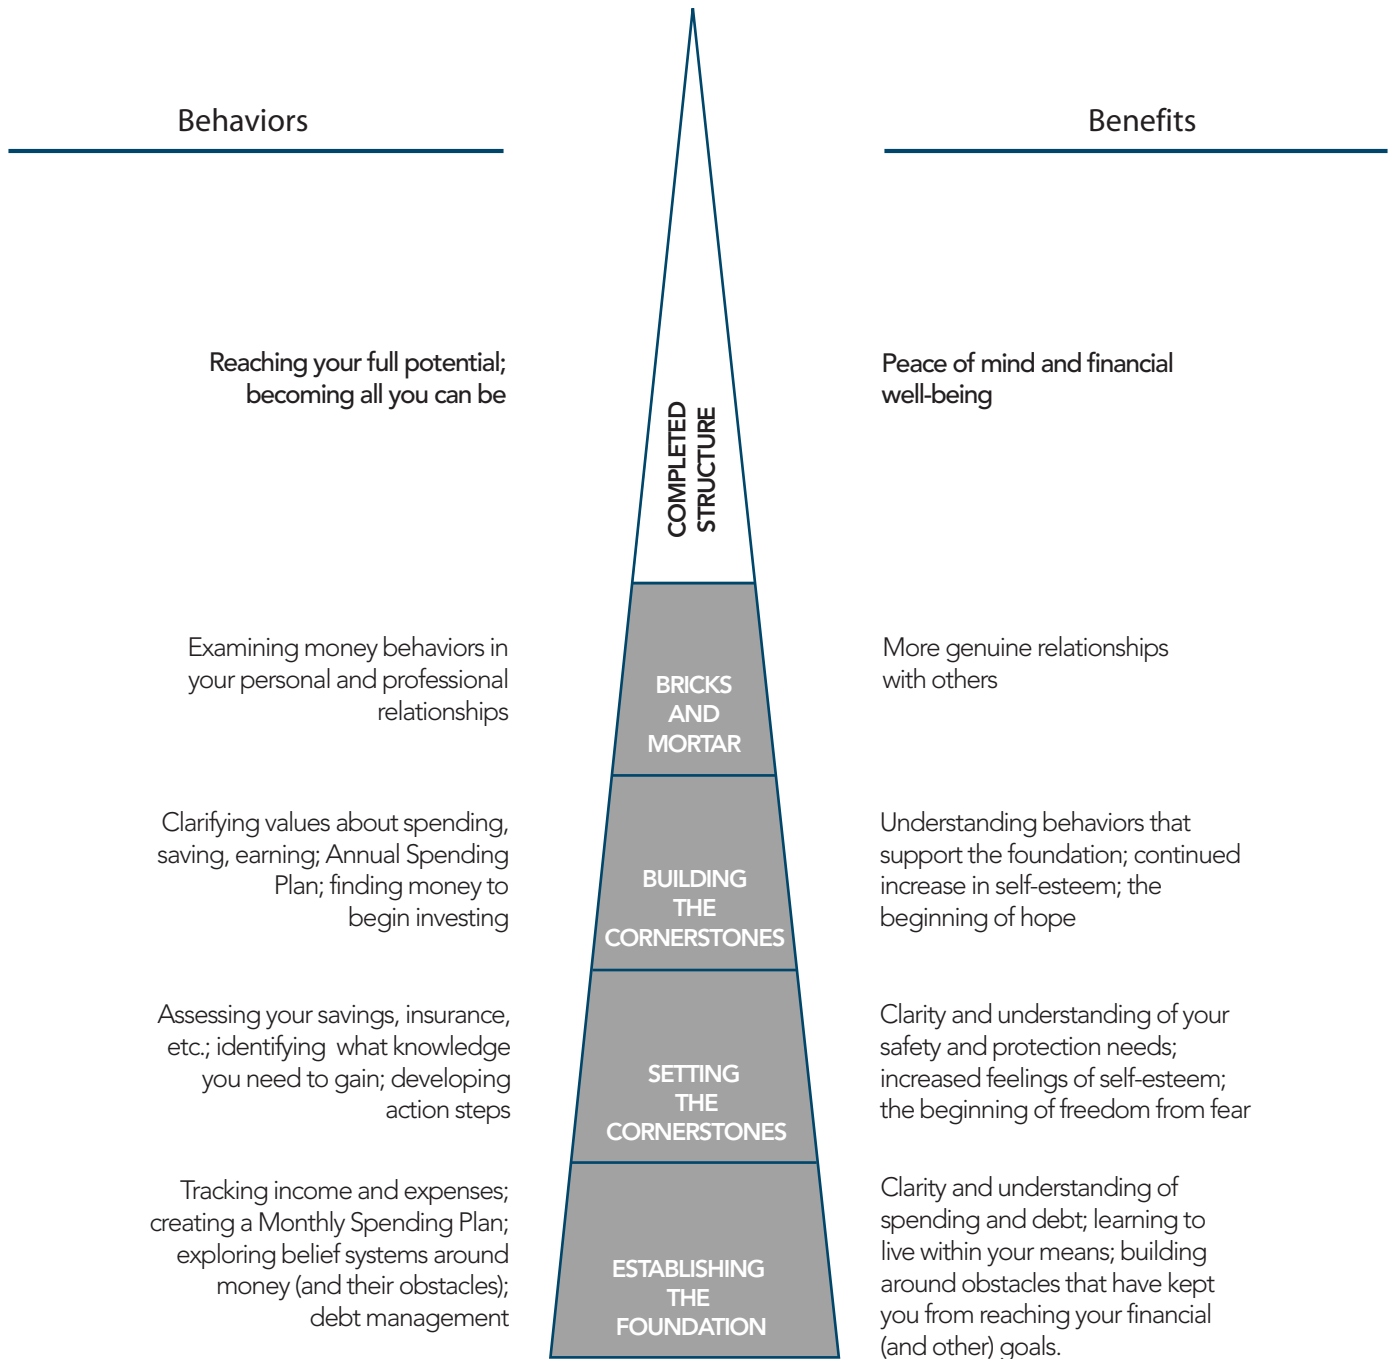 Behaviors
Benefits
Reaching your full potential;
becoming all you can be
COMPLETED
STRUCTURE
Peace of mind and financial
well-being
Examining money behaviors in
your personal and professional
relationships
BRICKS
AND
MORTAR
More genuine relationships
with others
Clarifying values about spending,
saving, earning; Annual Spending
Plan; finding money to
begin investing
BUILDING
THE
CORNERSTONES
Understanding behaviors that
support the foundation; continued
increase in self-esteem; the
beginning of hope
Assessing your savings, insurance,
etc.; identifying what knowledge
you need to gain; developing
action steps
SETTING
THE
CORNERSTONES
Clarity and understanding of your
safety and protection needs;
increased feelings of self-esteem;
the beginning of freedom from fear
Tracking income and expenses;
creating a Monthly Spending Plan;
exploring belief systems around
money (and their obstacles);
debt management
ESTABLISHING
THE
FOUNDATION
Clarity and understanding of
spending and debt; learning to
live within your means; building
around obstacles that have kept
you from reaching your financial
(and other) goals.